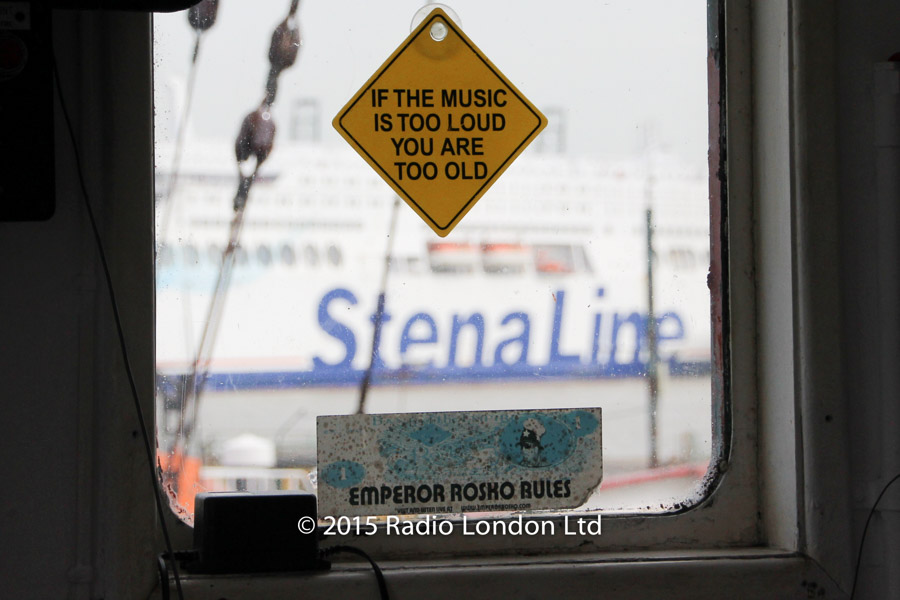 IF THE MUSIC
IS TOO LOUD
YOU ARE
TOO OLD
StenaLine
EMPEROR ROSKO RULES
© 2015 Radio London Ltd